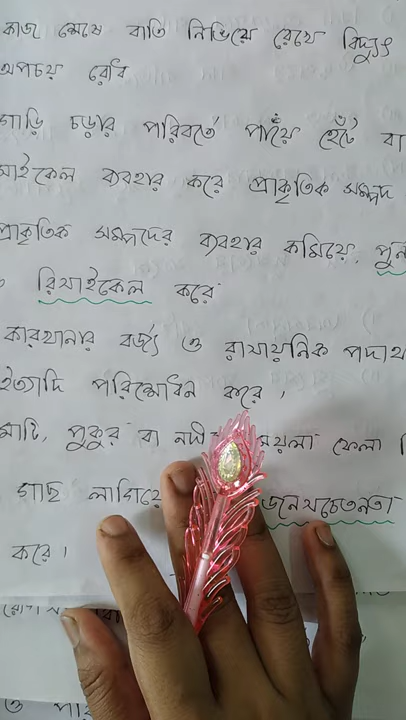 কাজ শেষে বাতি নিভিয়ে রেখে বিদ্যুৎ
অপচয় রোধ
গাড়ি চড়ার পরিবর্তে পায়ে হেঁটে বা
সাইকেল ব্যবহার করে প্রাকৃতিক সম্পদ
প্রাকৃতিক সম্পদের ব্যবহার কমিয়ে, পুন
রিসাইকেল করে
কারখানার বর্জ্য ও রাসায়নিক পদার্থ
ইত্যাদি পরিশোধন করে।
মাটি, পুকুর বা নদী ময়লা ফেলা
গাছ লাগিয়ে জনসচেতনতা
করে।